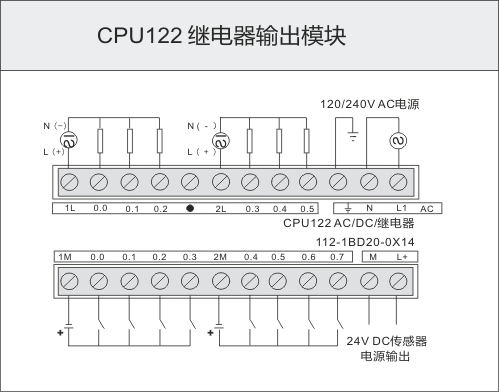 CPU122 继电器输出模块
120/240V AC电源
N (~) N ( - )
L (+) L ( + )
1L 0.0 0.1 0.2 ● 2L 0.3 0.4 0.5 ⏚ N L1 AC
CPU122 AC/DC/继电器
112-1BD20-0X14
1M 0.0 0.1 0.2 0.3 2M 0.4 0.5 0.6 0.7 M L+
+ +
24V DC传感器
电源输出